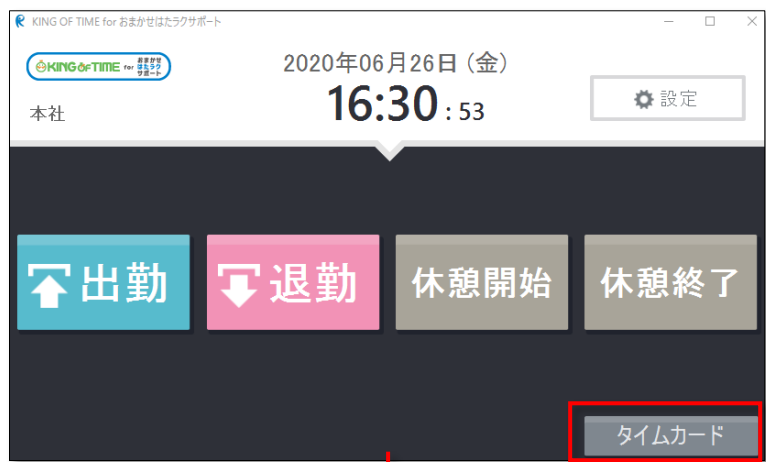 KING OF TIME for おまかせはたラクサポート
KING OF TIME for おまかせ はたラク サポート
2020年06月26日（金）
本社
16:30:53
設定
出勤
退勤
休憩開始
休憩終了
タイムカード